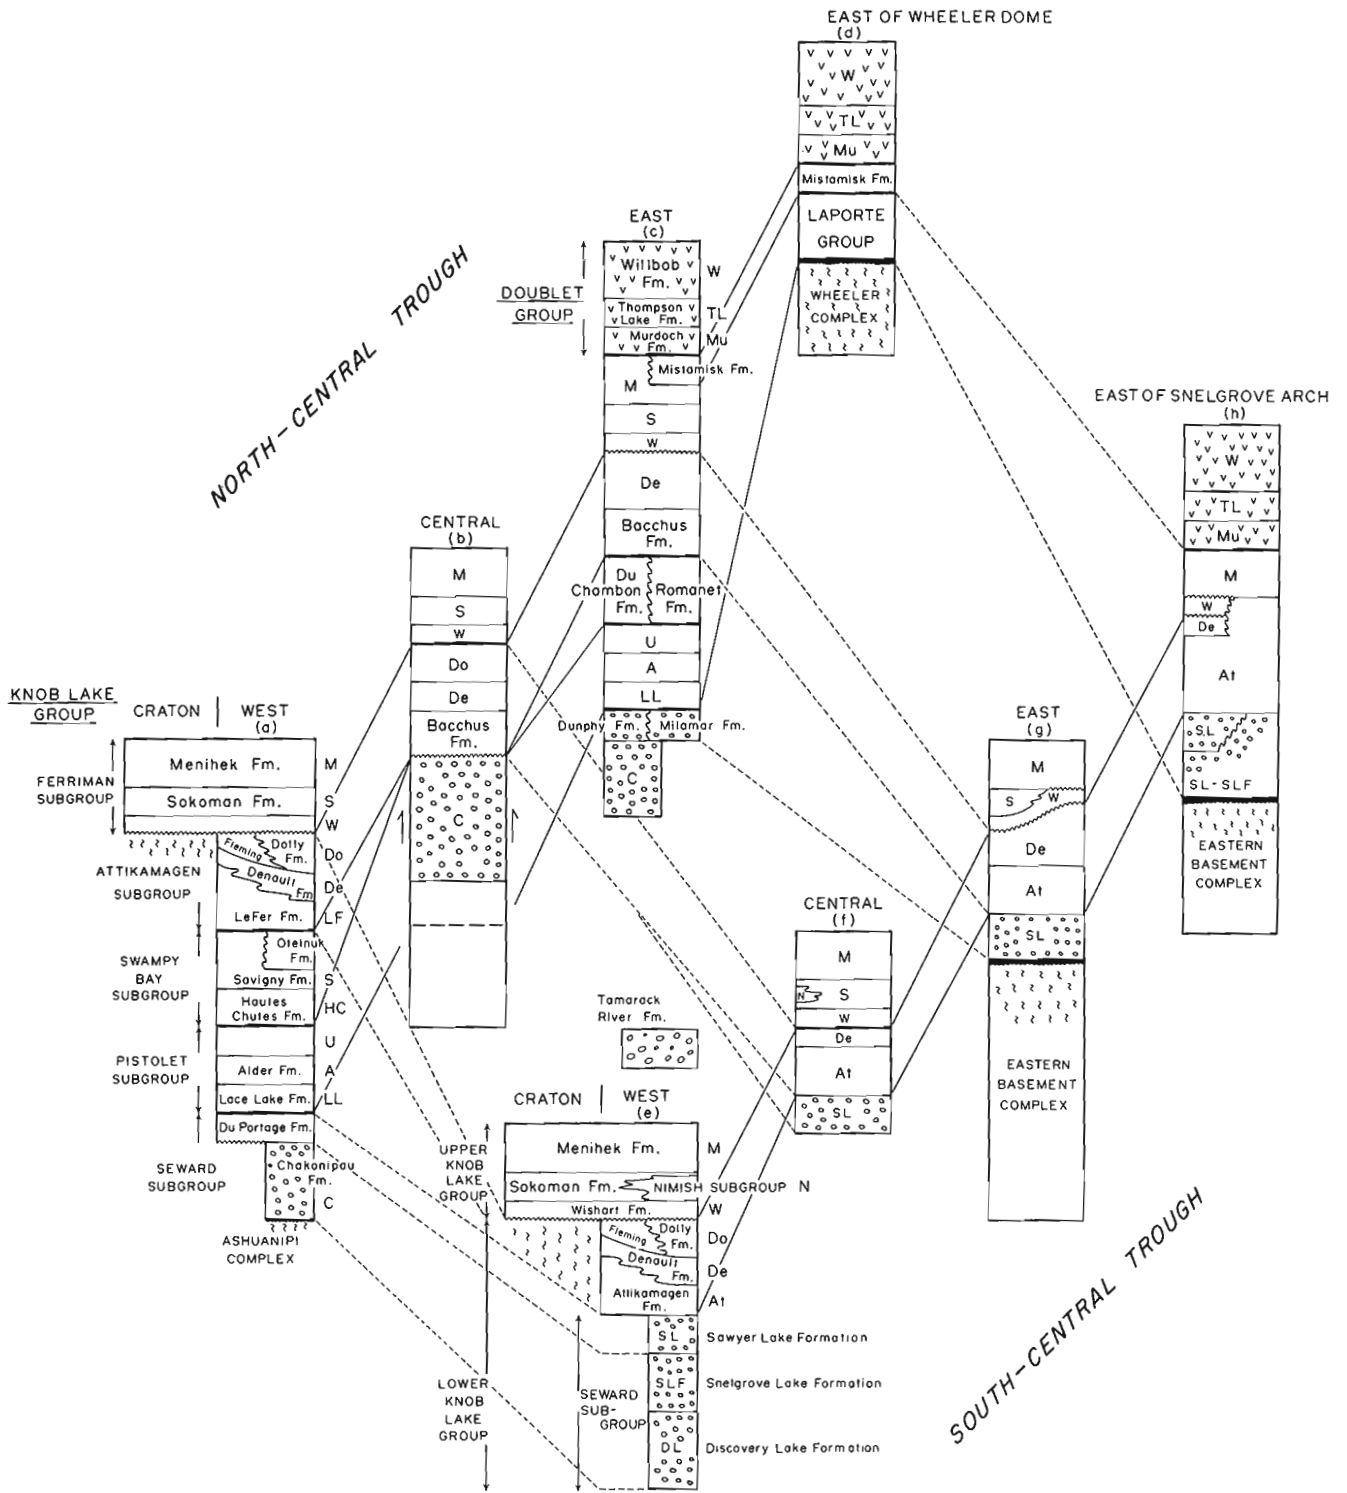 EAST OF WHEELER DOME
(d)
W
TL
Mu
Mistamisk Fm.
LAPORTE
GROUP
WHEELER
COMPLEX
NORTH-CENTRAL TROUGH
EAST
(c)
DOUBLET
GROUP
Willbob
Fm.
W
Thompson
Lake Fm.
TL
Murdoch
Fm.
Mu
Mistamisk Fm.
M
S
W
De
Bacchus
Fm.
Du
Chambon
Fm.
Romanet
Fm.
U
A
LL
Dunphy Fm.
Milamar Fm.
C
EAST OF SNELGROVE ARCH
(h)
W
TL
Mu
M
W
De
At
SL
SL-SLF
EASTERN
BASEMENT
COMPLEX
CENTRAL
(b)
M
S
W
Do
De
Bacchus
Fm.
C
KNOB LAKE
GROUP
CRATON
WEST
(a)
FERRIMAN
SUBGROUP
Menihek Fm.
M
Sokoman Fm.
S
W
ATTIKAMAGEN
SUBGROUP
Fleming
Dolly
Fm.
Do
Denault
Fm
De
LeFer Fm.
LF
SWAMPY
BAY
SUBGROUP
Otelnuk
Fm.
Savigny Fm.
S
Hautes
Chutes Fm.
HC
PISTOLET
SUBGROUP
U
Alder Fm.
A
Lace Lake Fm.
LL
SEWARD
SUBGROUP
Du Portage Fm.
Chakonipau
Fm.
C
ASHUANIPI
COMPLEX
EAST
(g)
M
S
W
De
At
SL
EASTERN
BASEMENT
COMPLEX
CENTRAL
(f)
M
N
S
W
De
At
SL
Tamarack
River Fm.
CRATON
WEST
(e)
UPPER
KNOB
LAKE
GROUP
Menihek Fm.
M
Sokoman Fm.
NIMISH SUBGROUP
N
Wishart Fm.
W
Fleming
Dolly
Fm.
Do
Denault
Fm.
De
Attikamagen
Fm.
At
LOWER
KNOB
LAKE
GROUP
SEWARD
SUB-
GROUP
SL
Sawyer Lake Formation
SLF
Snelgrove Lake Formation
DL
Discovery Lake Formation
SOUTH-CENTRAL TROUGH